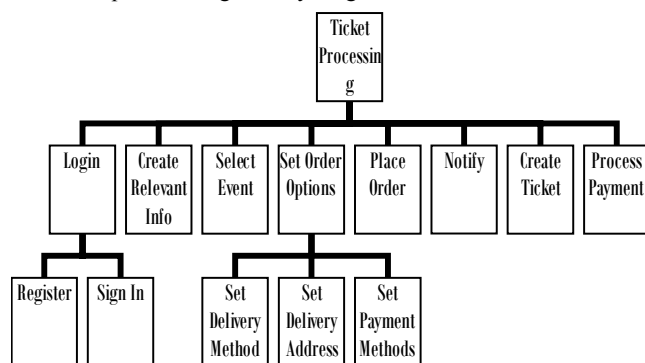 Ticket
Processin
g
Login
Create
Relevant
Info
Select
Event
Set Order
Options
Place
Order
Notify
Create
Ticket
Process
Payment
Register
Sign In
Set
Delivery
Method
Set
Delivery
Address
Set
Payment
Methods